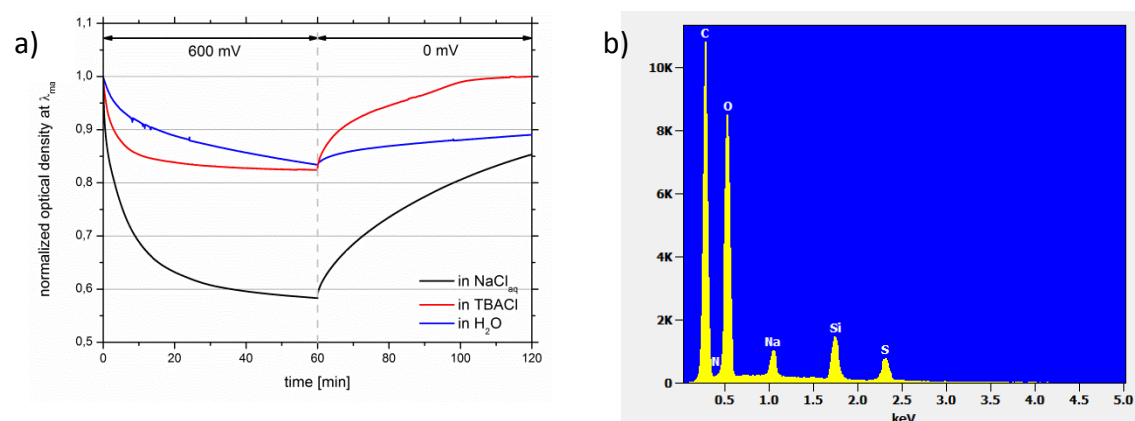 a)
1,1
1,0
0,9
0,8
0,7
0,6
0,5
normalized optical density at λma
600 mV
0 mV
in NaClaq
in TBACl
in H2O
0 20 40 60 80 100 120
time [min]
b)
C
O
N
Na
Si
S
10K
8K
6K
4K
2K
0
0.5 1.0 1.5 2.0 2.5 3.0 3.5 4.0 4.5 5.0
keV